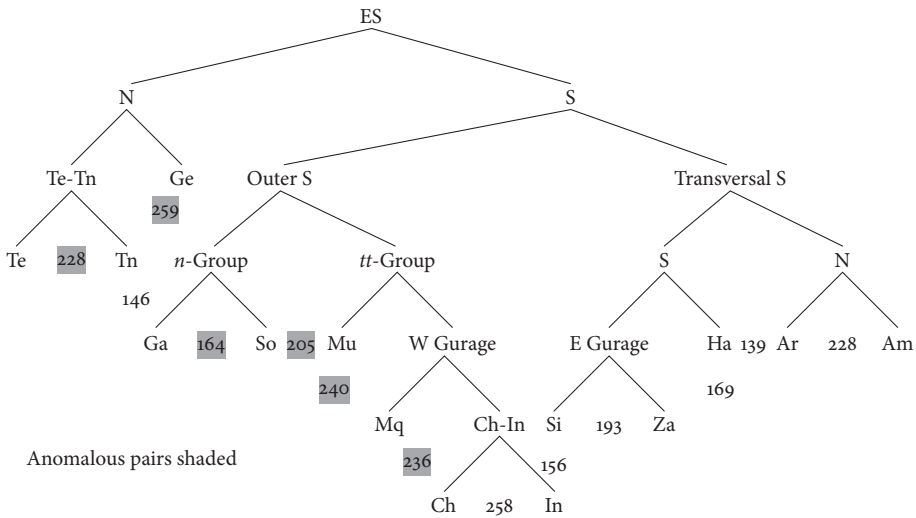 ES
N S
Te-Tn Ge Outer S Transversal S
259
Te 228 Tn n-Group tt-Group S N
146
Ga 164 So 205 Mu W Gurage E Gurage Ha 139 Ar 228 Am
240 169
Mq Ch-In Si 193 Za
Anomalous pairs shaded 236 156
Ch 258 In